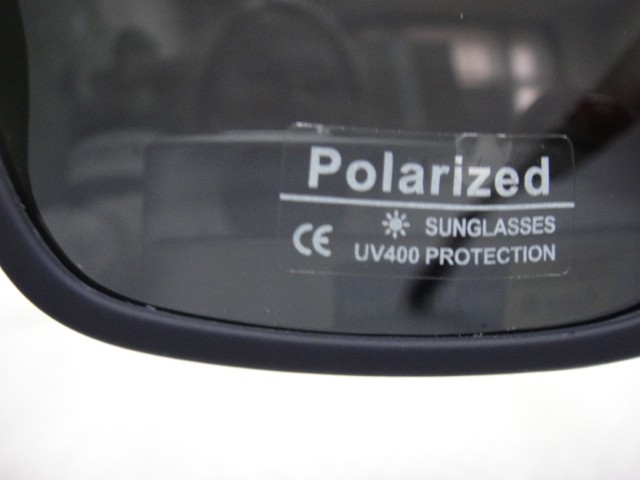 Polarized
SUNGLASSES
CE UV400 PROTECTION